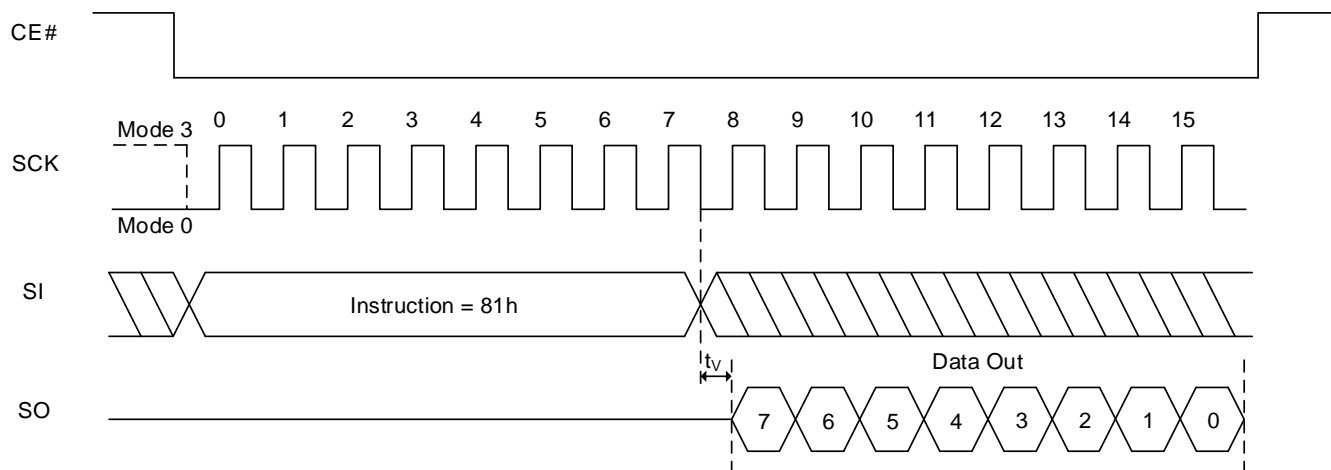 CE#
0 1 2 3 4 5 6 7 8 9 10 11 12 13 14 15
Mode 3
SCK
Mode 0
SI
Instruction = 81h
tV
Data Out
SO
7 6 5 4 3 2 1 0